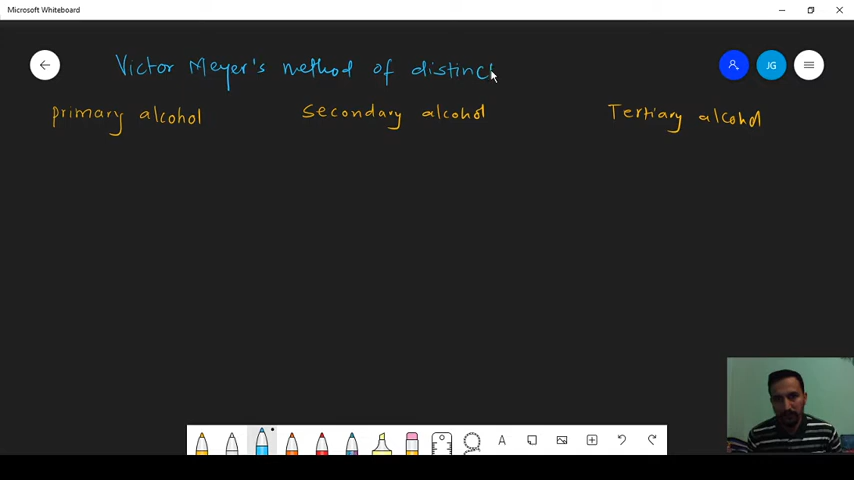 Microsoft Whiteboard
Victor Meyer's method of distinct
JG
primary alcohol secondary alcohol Tertiary alcohol
A